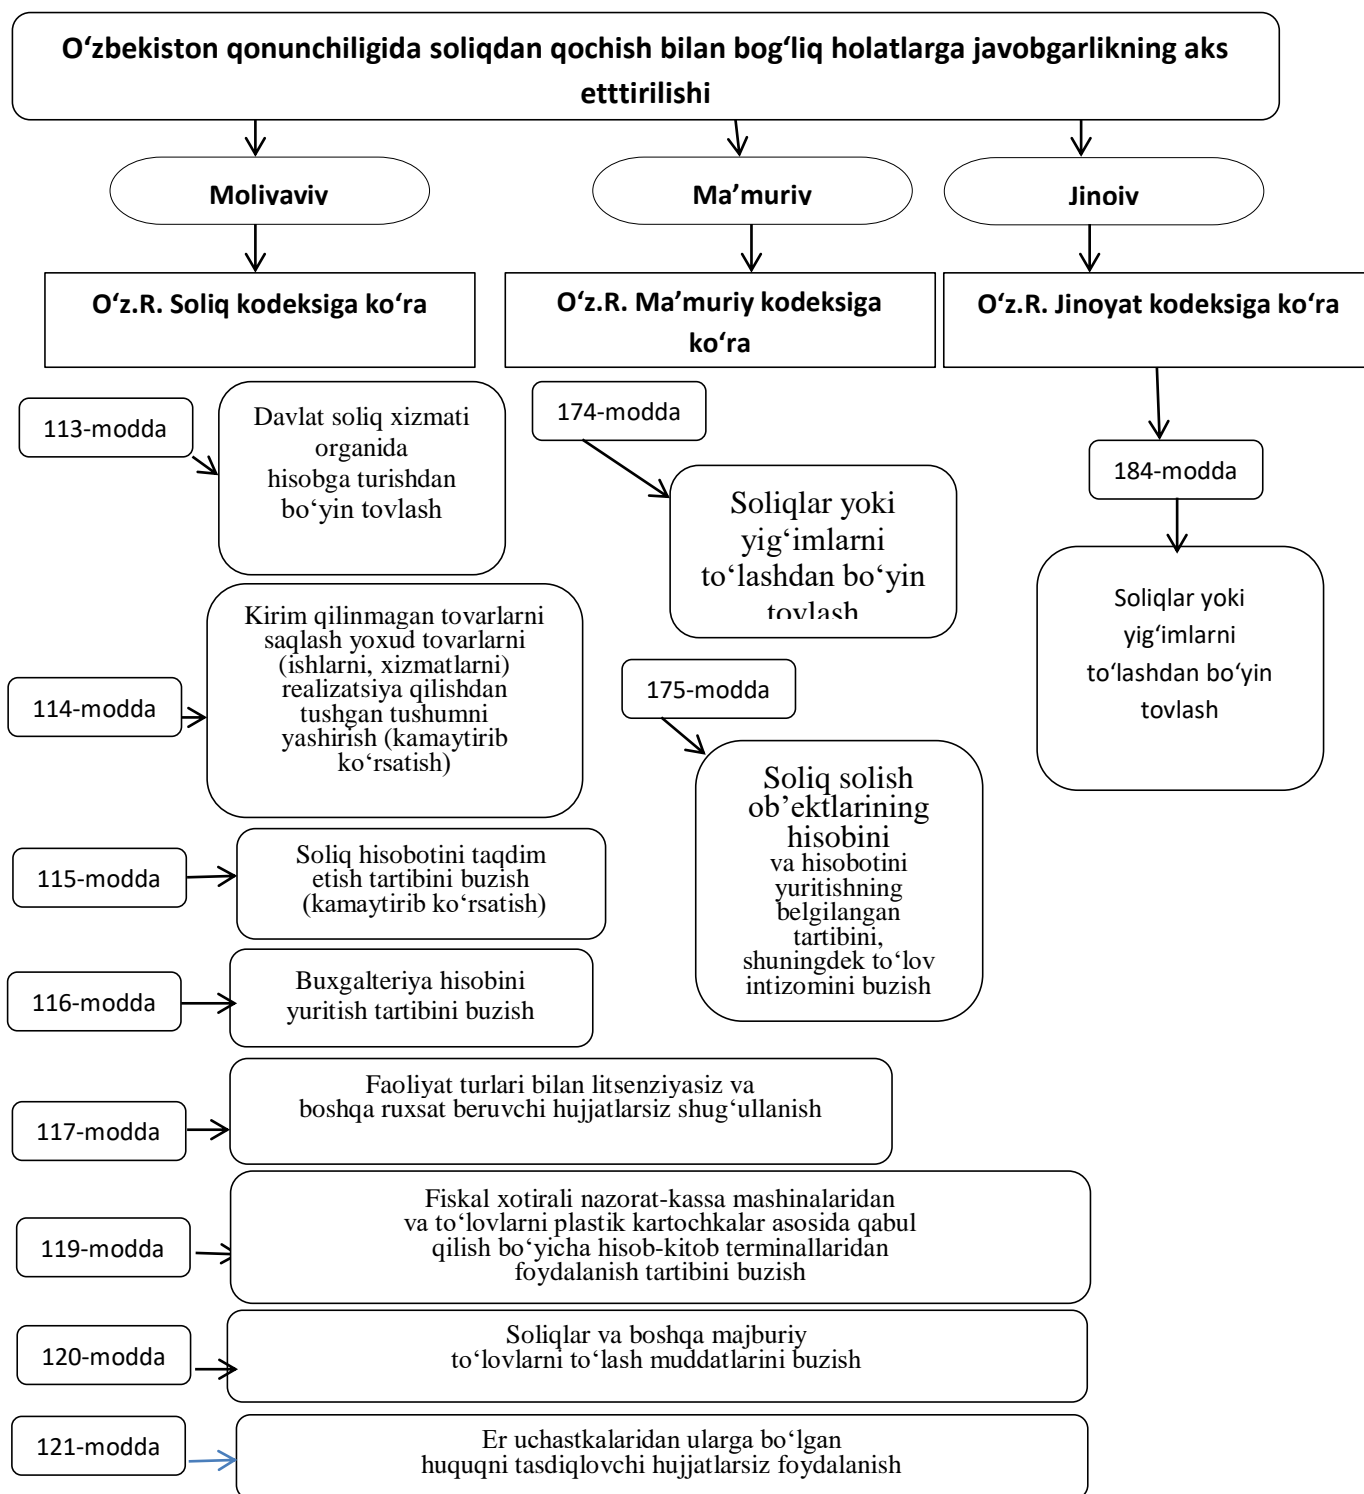 O‘zbekiston qonunchiligida soliqdan qochish bilan bog‘liq holatlarga javobgarlikning aks
etttirilishi
Molivaviv
Ma’muriv
Jinoiv
O‘z.R. Soliq kodeksiga ko‘ra
O‘z.R. Ma’muriy kodeksiga
ko‘ra
O‘z.R. Jinoyat kodeksiga ko‘ra
113-modda
Davlat soliq xizmati
organida
hisobga turishdan
bo‘yin tovlash
114-modda
Kirim qilinmagan tovarlarni
saqlash yoxud tovarlarni
(ishlarni, xizmatlarni)
realizatsiya qilishdan
tushgan tushumni
yashirish (kamaytirib
ko‘rsatish)
115-modda
Soliq hisobotini taqdim
etish tartibini buzish
(kamaytirib ko‘rsatish)
116-modda
Buxgalteriya hisobini
yuritish tartibini buzish
117-modda
Faoliyat turlari bilan litsenziyasiz va
boshqa ruxsat beruvchi hujjatlarsiz shug‘ullanish
119-modda
Fiskal xotirali nazorat-kassa mashinalaridan
va to‘lovlarni plastik kartochkalar asosida qabul
qilish bo‘yicha hisob-kitob terminallaridan
foydalanish tartibini buzish
120-modda
Soliqlar va boshqa majburiy
to‘lovlarni to‘lash muddatlarini buzish
121-modda
Er uchastkalaridan ularga bo‘lgan
huquqni tasdiqlovchi hujjatlarsiz foydalanish
174-modda
Soliqlar yoki
yig‘imlarni
to‘lashdan bo‘yin
tovlash
175-modda
Soliq solish
ob’ektlarining
hisobini
va hisobotini
yuritishning
belgilangan
tartibini,
shuningdek to‘lov
intizomini buzish
184-modda
Soliqlar yoki
yig‘imlarni
to‘lashdan bo‘yin
tovlash